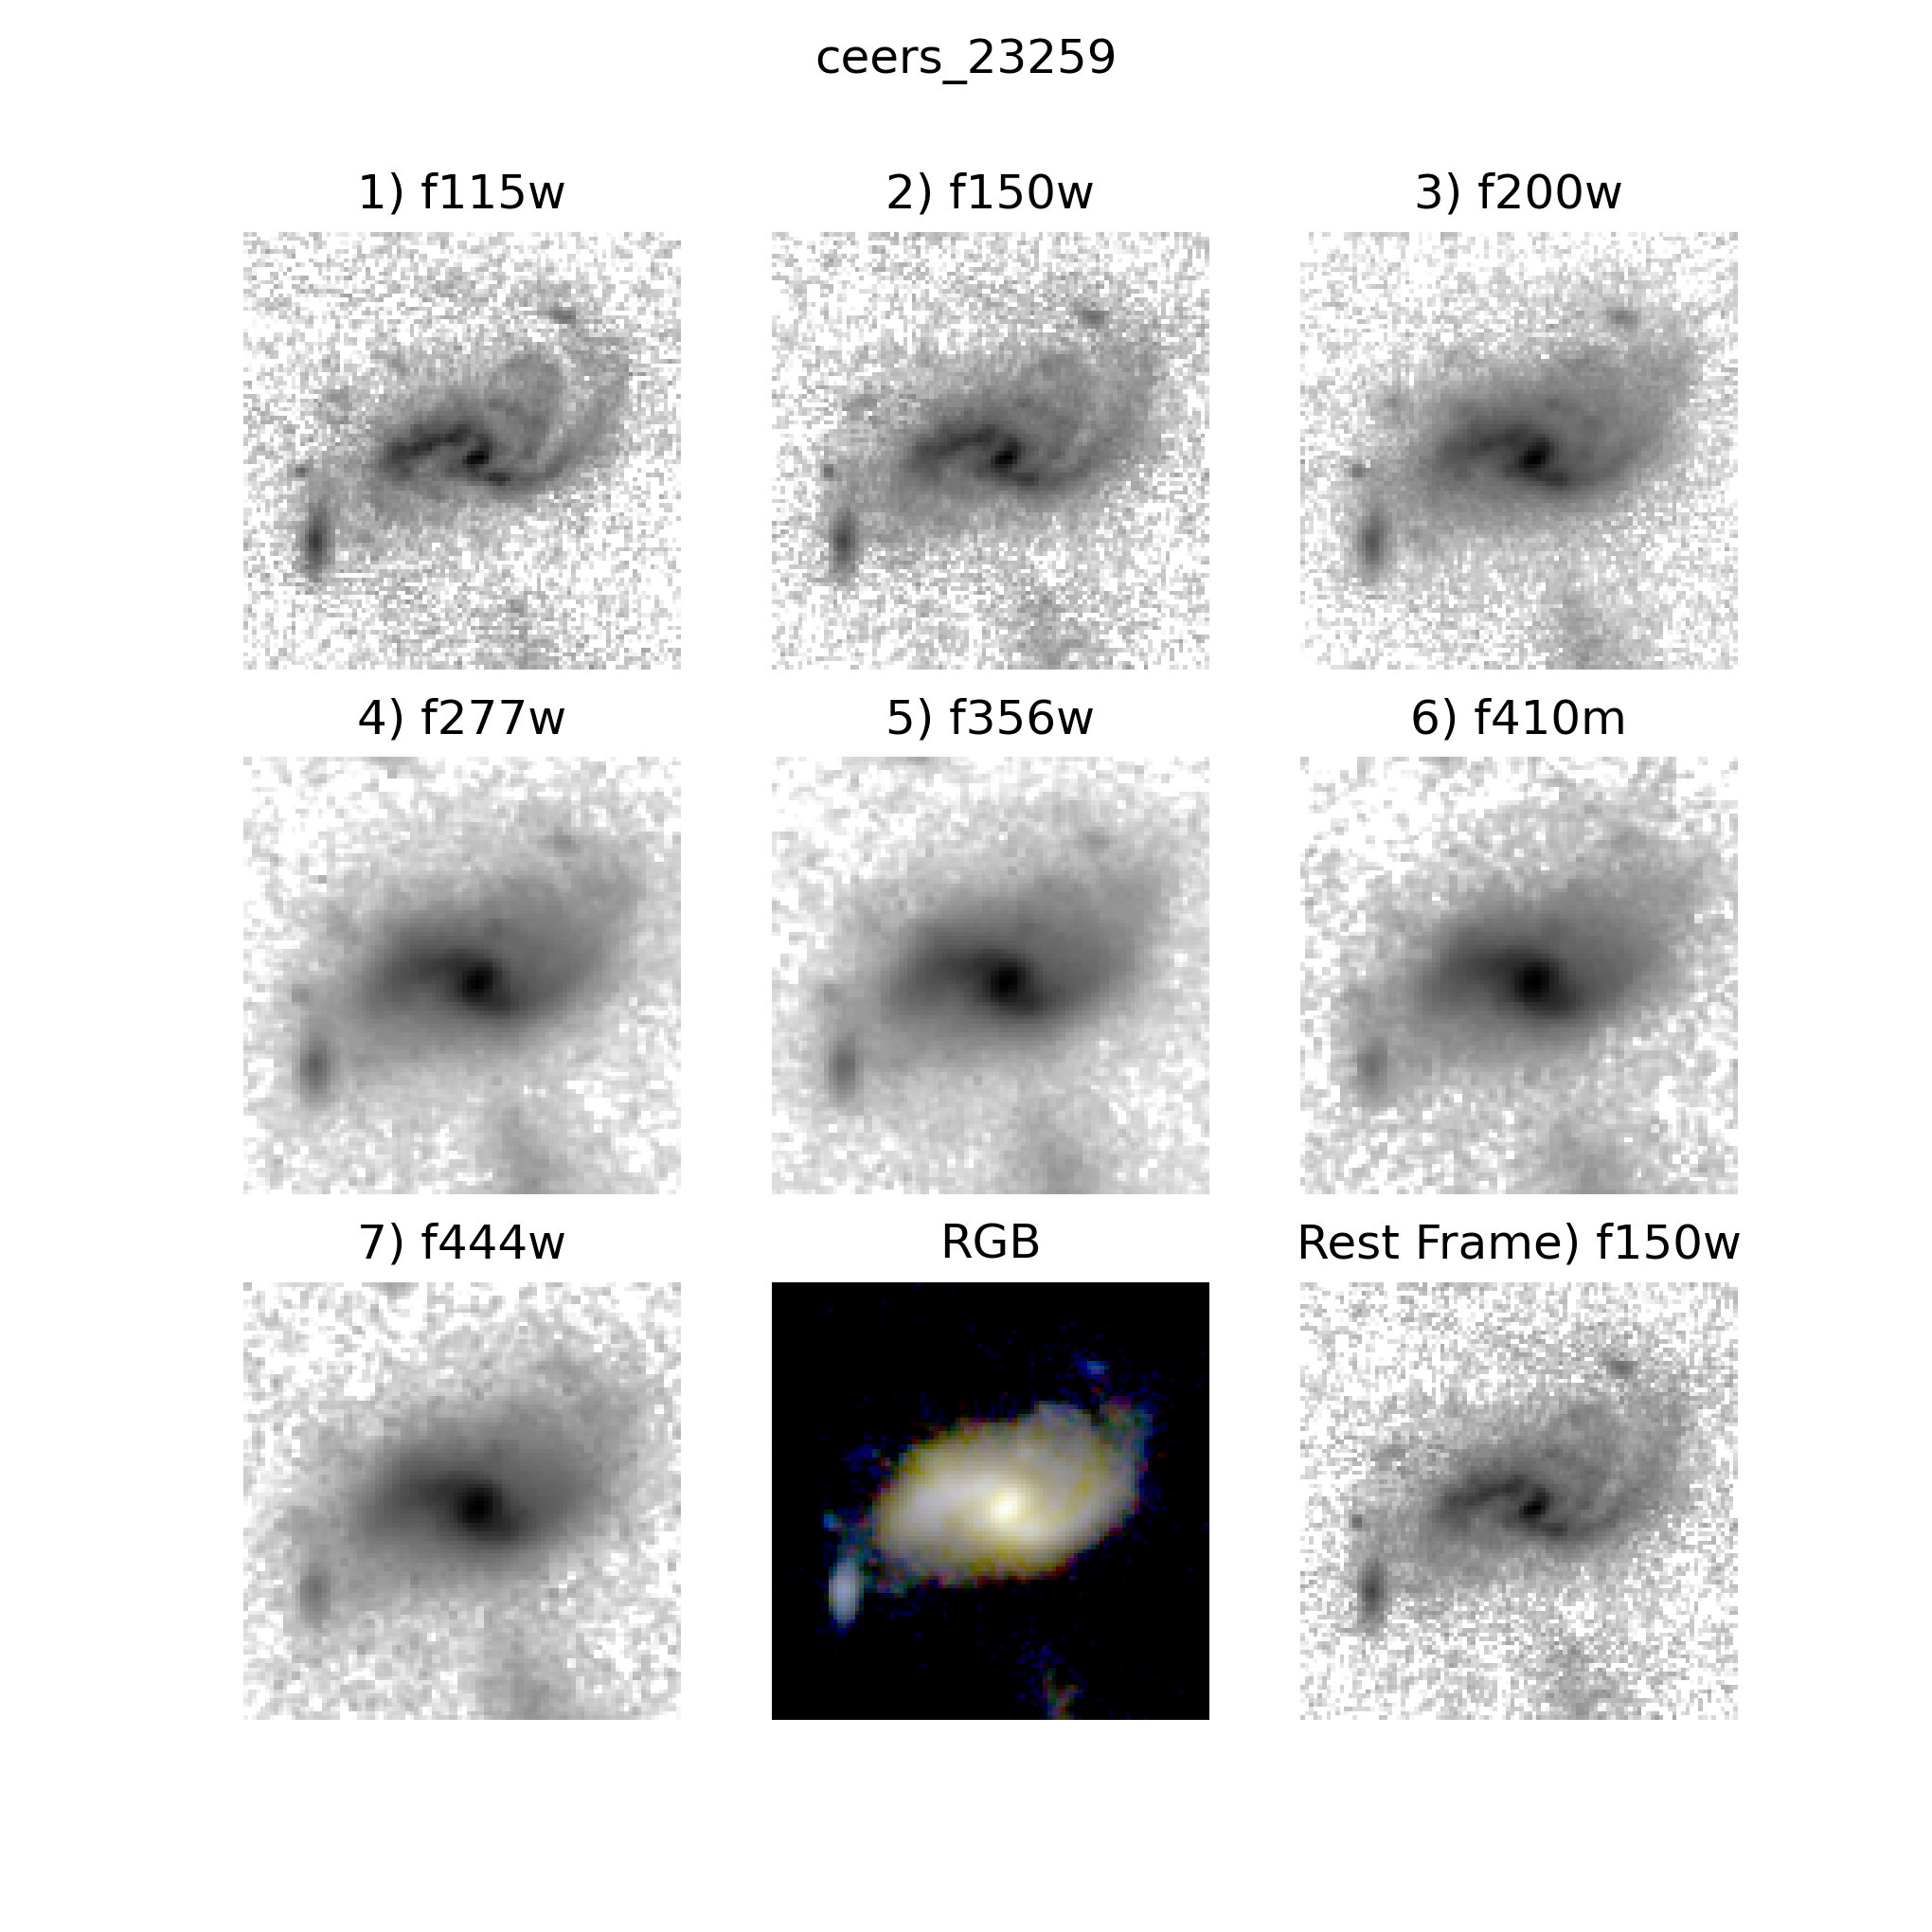 ceers_23259
1) f115w
2) f150w
3) f200w
4) f277w
5) f356w
6) f410m
7) f444w
RGB
Rest Frame) f150w